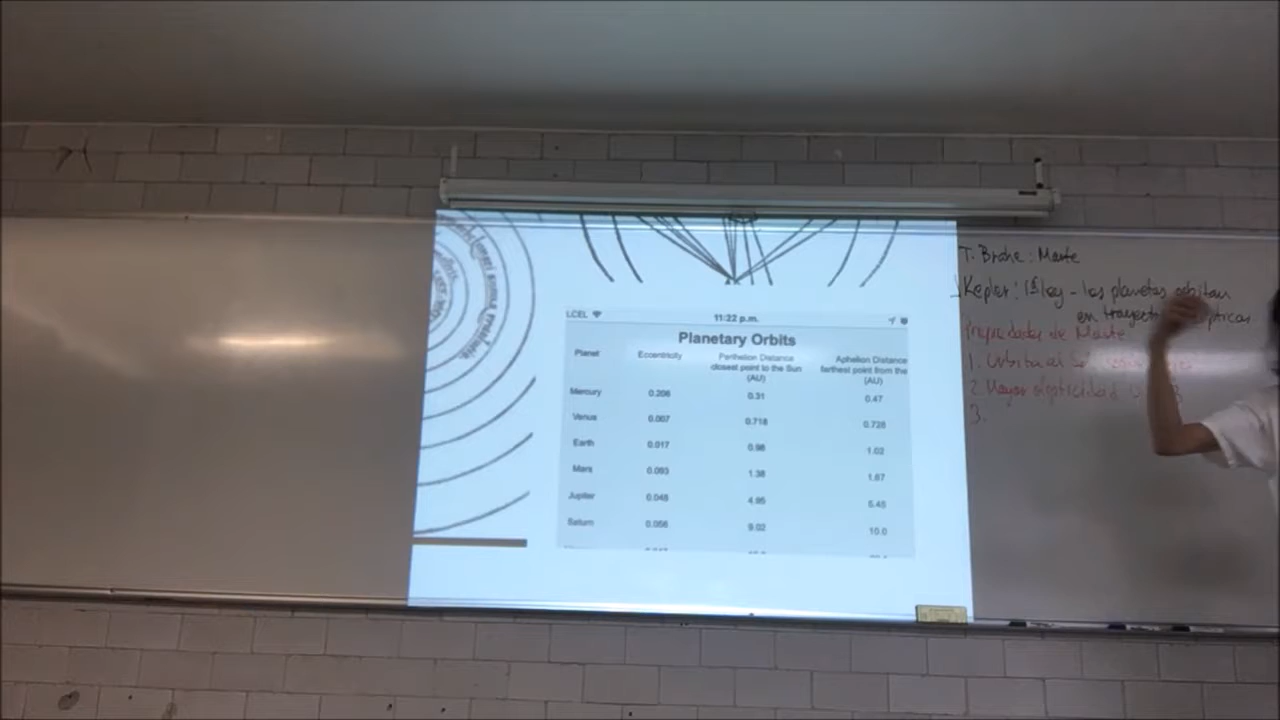 LCEL 11:22 p.m.
Planetary Orbits
Planet Eccentricity Perihelion Distance closest point to the Sun (AU) Aphelion Distance farthest point from the (AU)
Mercury 0.206 0.31 0.47
Venus 0.007 0.718 0.728
Earth 0.017 0.98 1.02
Mars 0.093 1.38 1.67
Jupiter 0.048 4.95 5.45
Saturn 0.056 9.02 10.0
T. Brahe: Marte
Kepler: 1ª ley - los planetas orbitan
en
Propiedades de Marte
1. Orbita al
2. Mayor elipticidad
3.